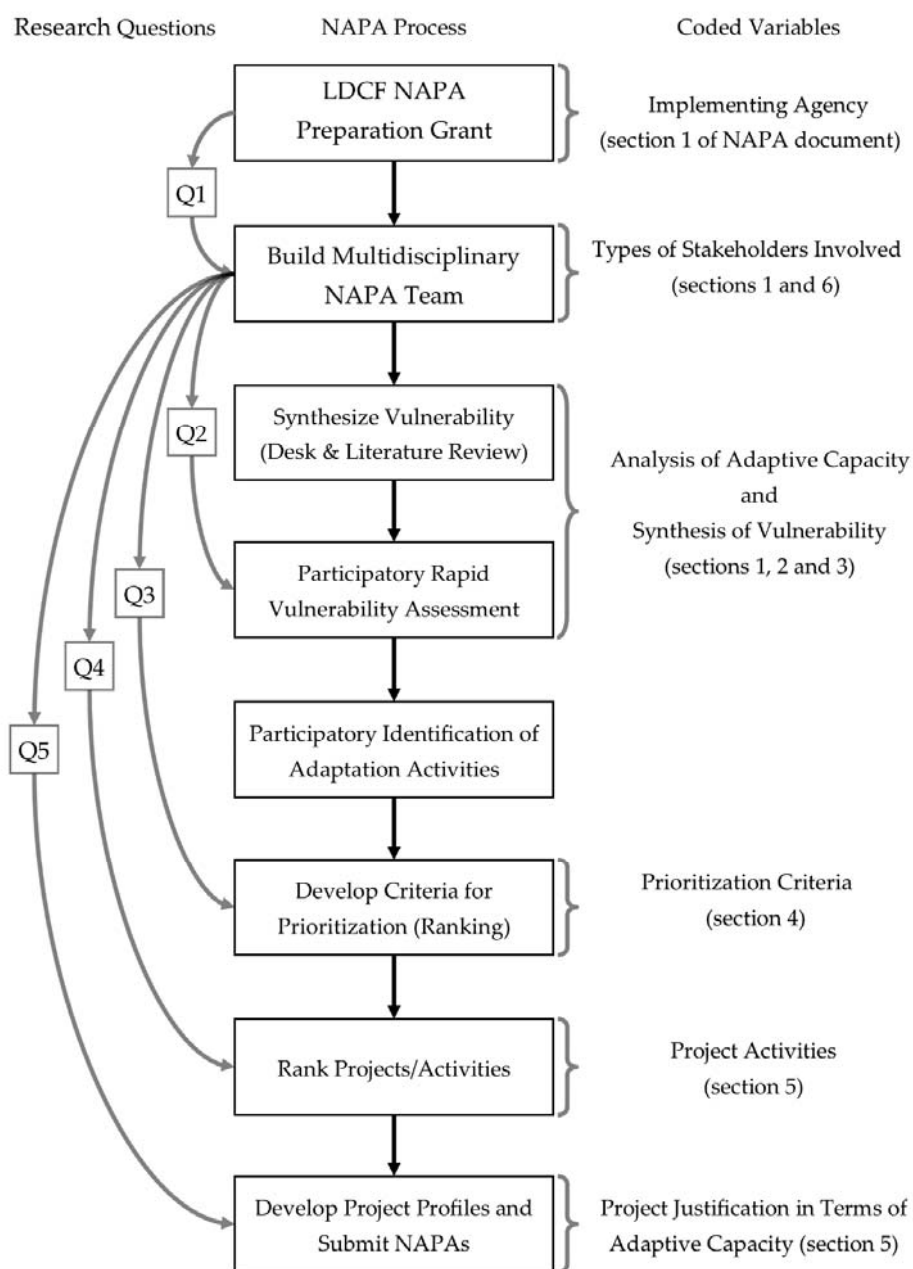 Research Questions
NAPA Process
Coded Variables
LDCF NAPA
Preparation Grant
Implementing Agency
(section 1 of NAPA document)
Q1
Build Multidisciplinary
NAPA Team
Types of Stakeholders Involved
(sections 1 and 6)
Synthesize Vulnerability
(Desk & Literature Review)
Q2
Analysis of Adaptive Capacity
and
Synthesis of Vulnerability
(sections 1, 2 and 3)
Participatory Rapid
Vulnerability Assessment
Q3
Q4
Q5
Participatory Identification of
Adaptation Activities
Develop Criteria for
Prioritization (Ranking)
Prioritization Criteria
(section 4)
Rank Projects/Activities
Project Activities
(section 5)
Develop Project Profiles and
Submit NAPAs
Project Justification in Terms of
Adaptive Capacity (section 5)